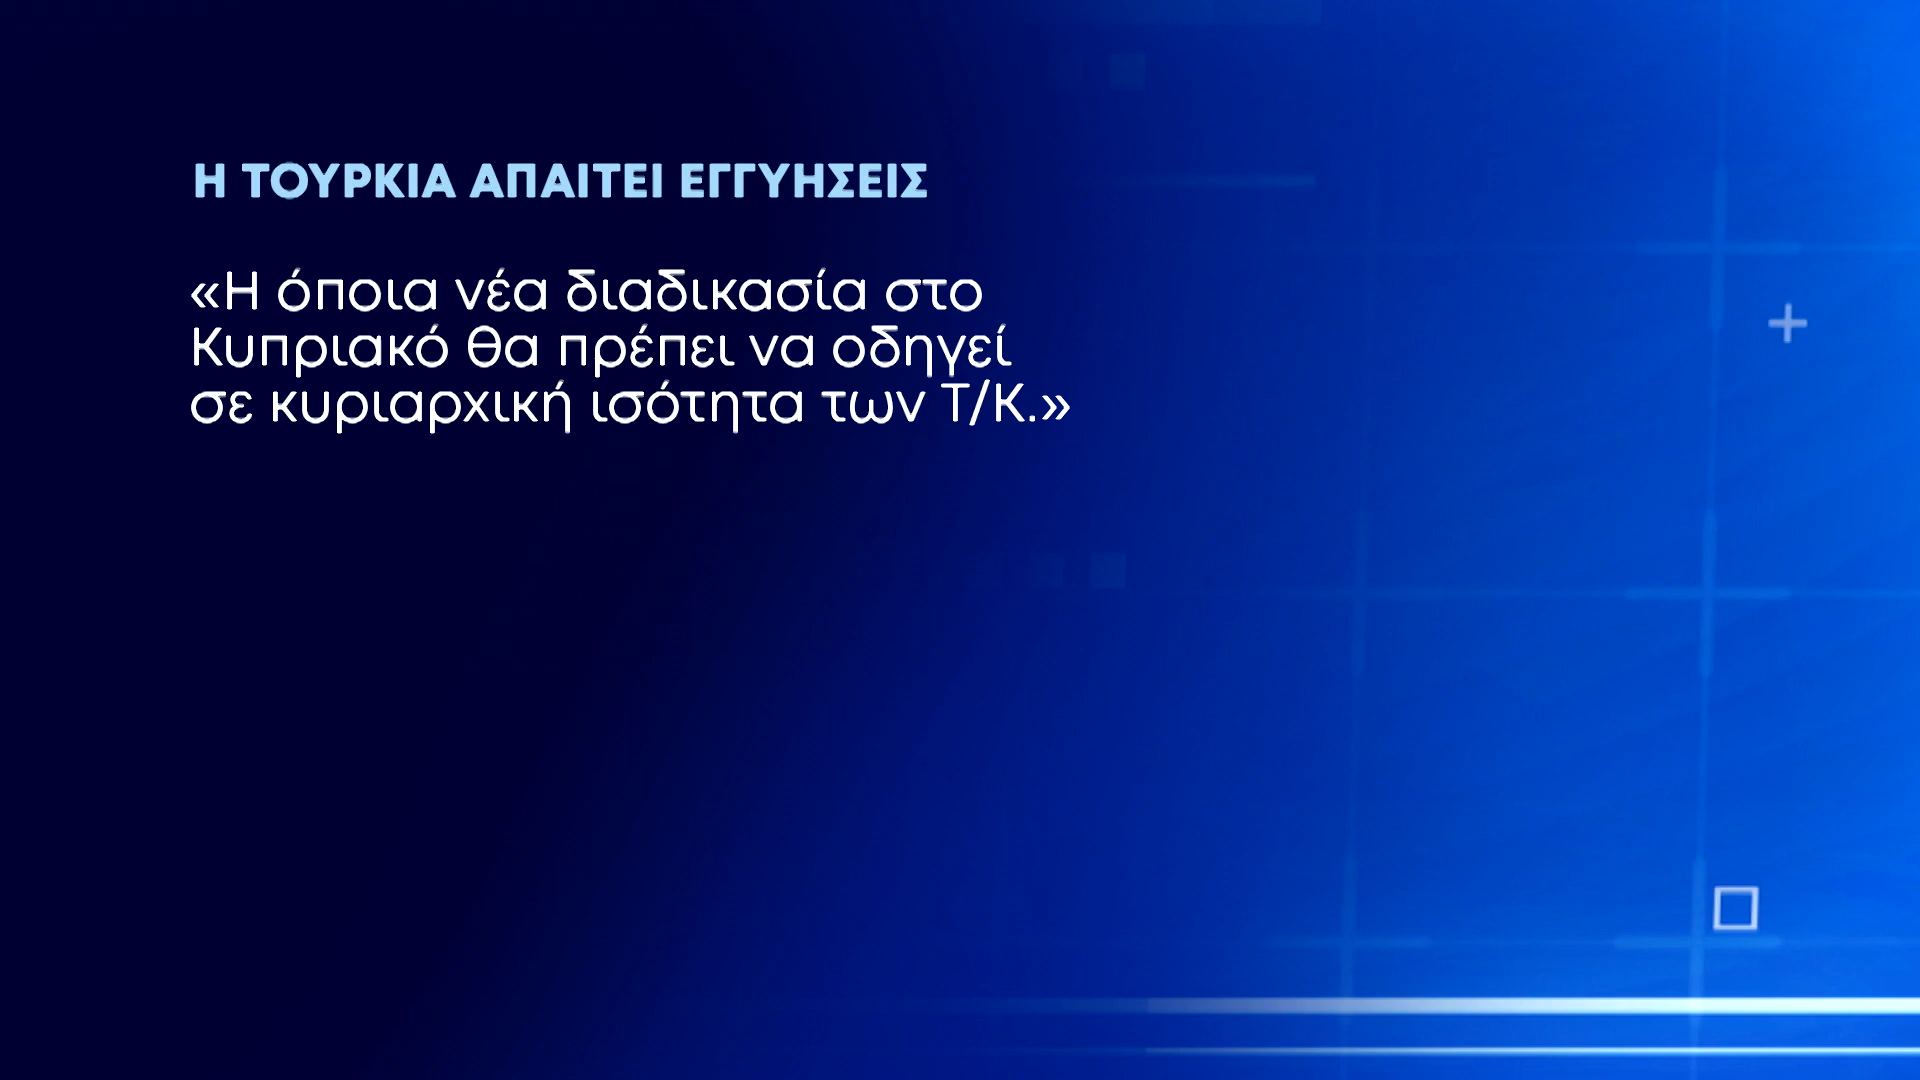 Η ΤΟΥΡΚΙΑ ΑΠΑΙΤΕΙ ΕΓΓΥΗΣΕΙΣ
«Η όποια νέα διαδικασία στο
Κυπριακό θα πρέπει να οδηγεί
σε κυριαρχική ισότητα των Τ/Κ.»